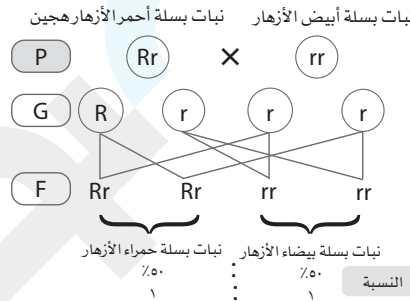 نبات بسلة أبيض الأزهار نبات بسلة أحمر الأزهار هجين
P Rr × rr
G R r r r
F Rr Rr rr rr
نبات بسلة حمراء الأزهار نبات بسلة بيضاء الأزهار
٪٥٠ : ٪٥٠
١ : ١ النسبة